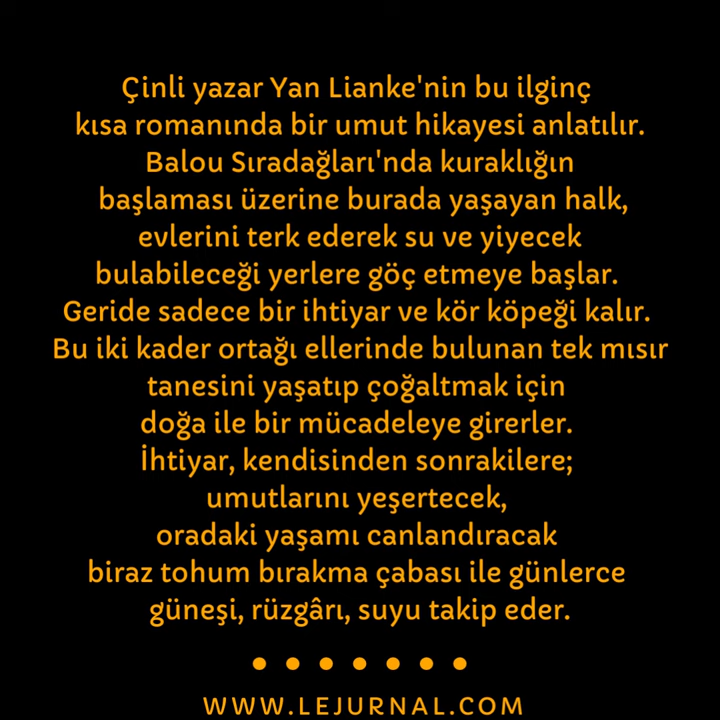 Çinli yazar Yan Lianke'nin bu ilginç
kısa romanında bir umut hikayesi anlatılır.
Balou Sıradağları'nda kuraklığın
başlaması üzerine burada yaşayan halk,
evlerini terk ederek su ve yiyecek
bulabileceği yerlere göç etmeye başlar.
Geride sadece bir ihtiyar ve kör köpeği kalır.
Bu iki kader ortağı ellerinde bulunan tek mısır
tanesini yaşatıp çoğaltmak için
doğa ile bir mücadeleye girerler.
İhtiyar, kendisinden sonrakilere;
umutlarını yeşertecek,
oradaki yaşamı canlandıracak
biraz tohum bırakma çabası ile günlerce
güneşi, rüzgârı, suyu takip eder.
WWW.LEJURNAL.COM